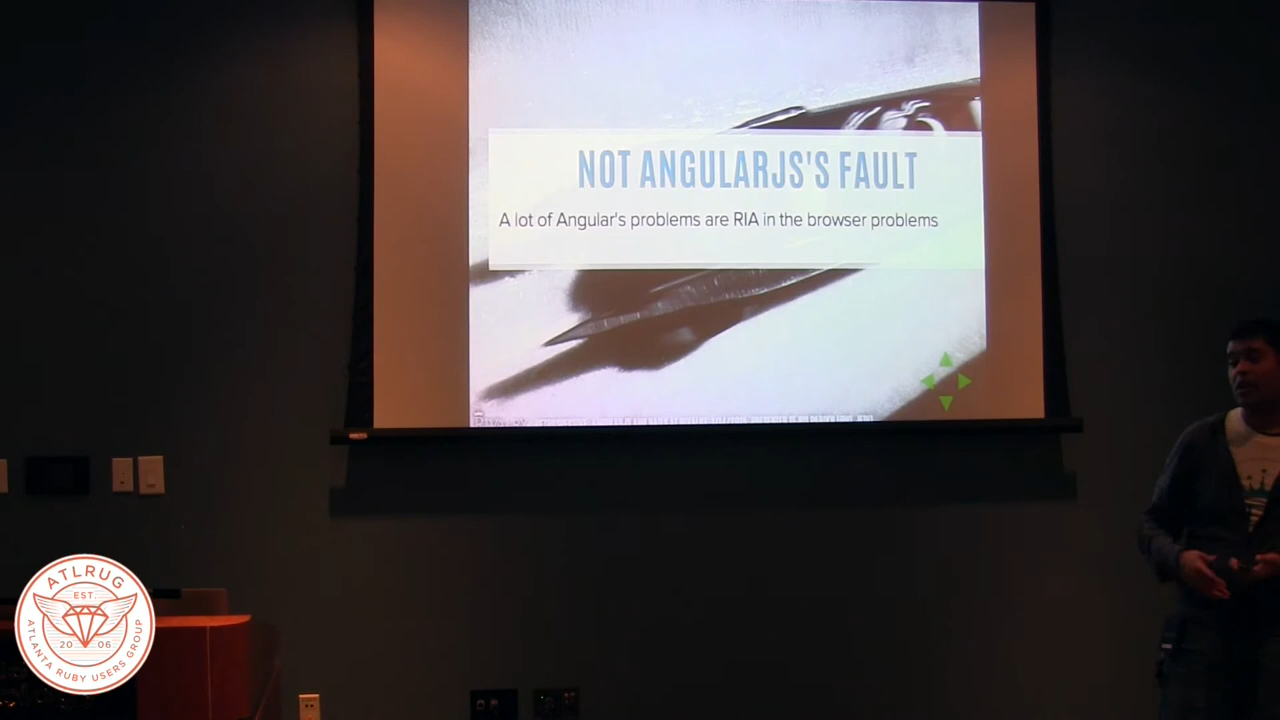 NOT ANGULARJS'S FAULT
A lot of Angular's problems are RIA in the browser problems
ATLRUG
EST.
20 06
ATLANTA RUBY USERS GROUP